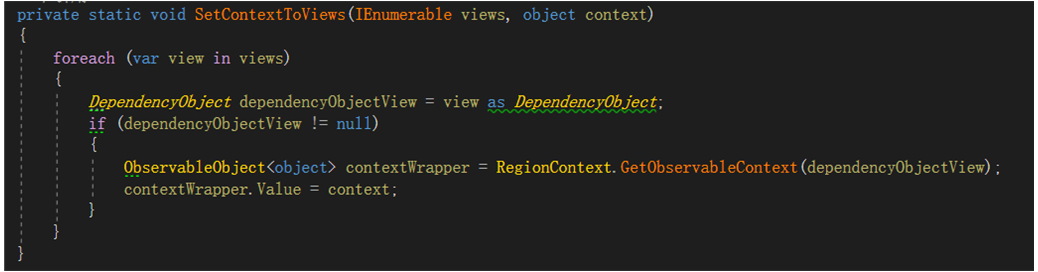 private static void SetContextToViews(IEnumerable views, object context)
{
foreach (var view in views)
{
DependencyObject dependencyObjectView = view as DependencyObject;
if (dependencyObjectView != null)
{
ObservableObject<object> contextWrapper = RegionContext.GetObservableContext(dependencyObjectView);
contextWrapper.Value = context;
}
}
}